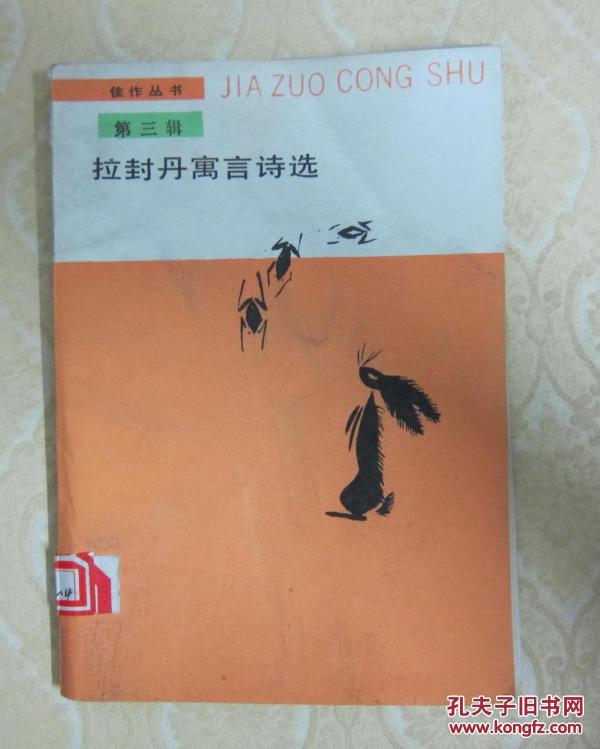 佳作丛书
JIA ZUO CONG SHU
第三辑
拉封丹寓言诗选
孔夫子旧书网
www.kongfz.com